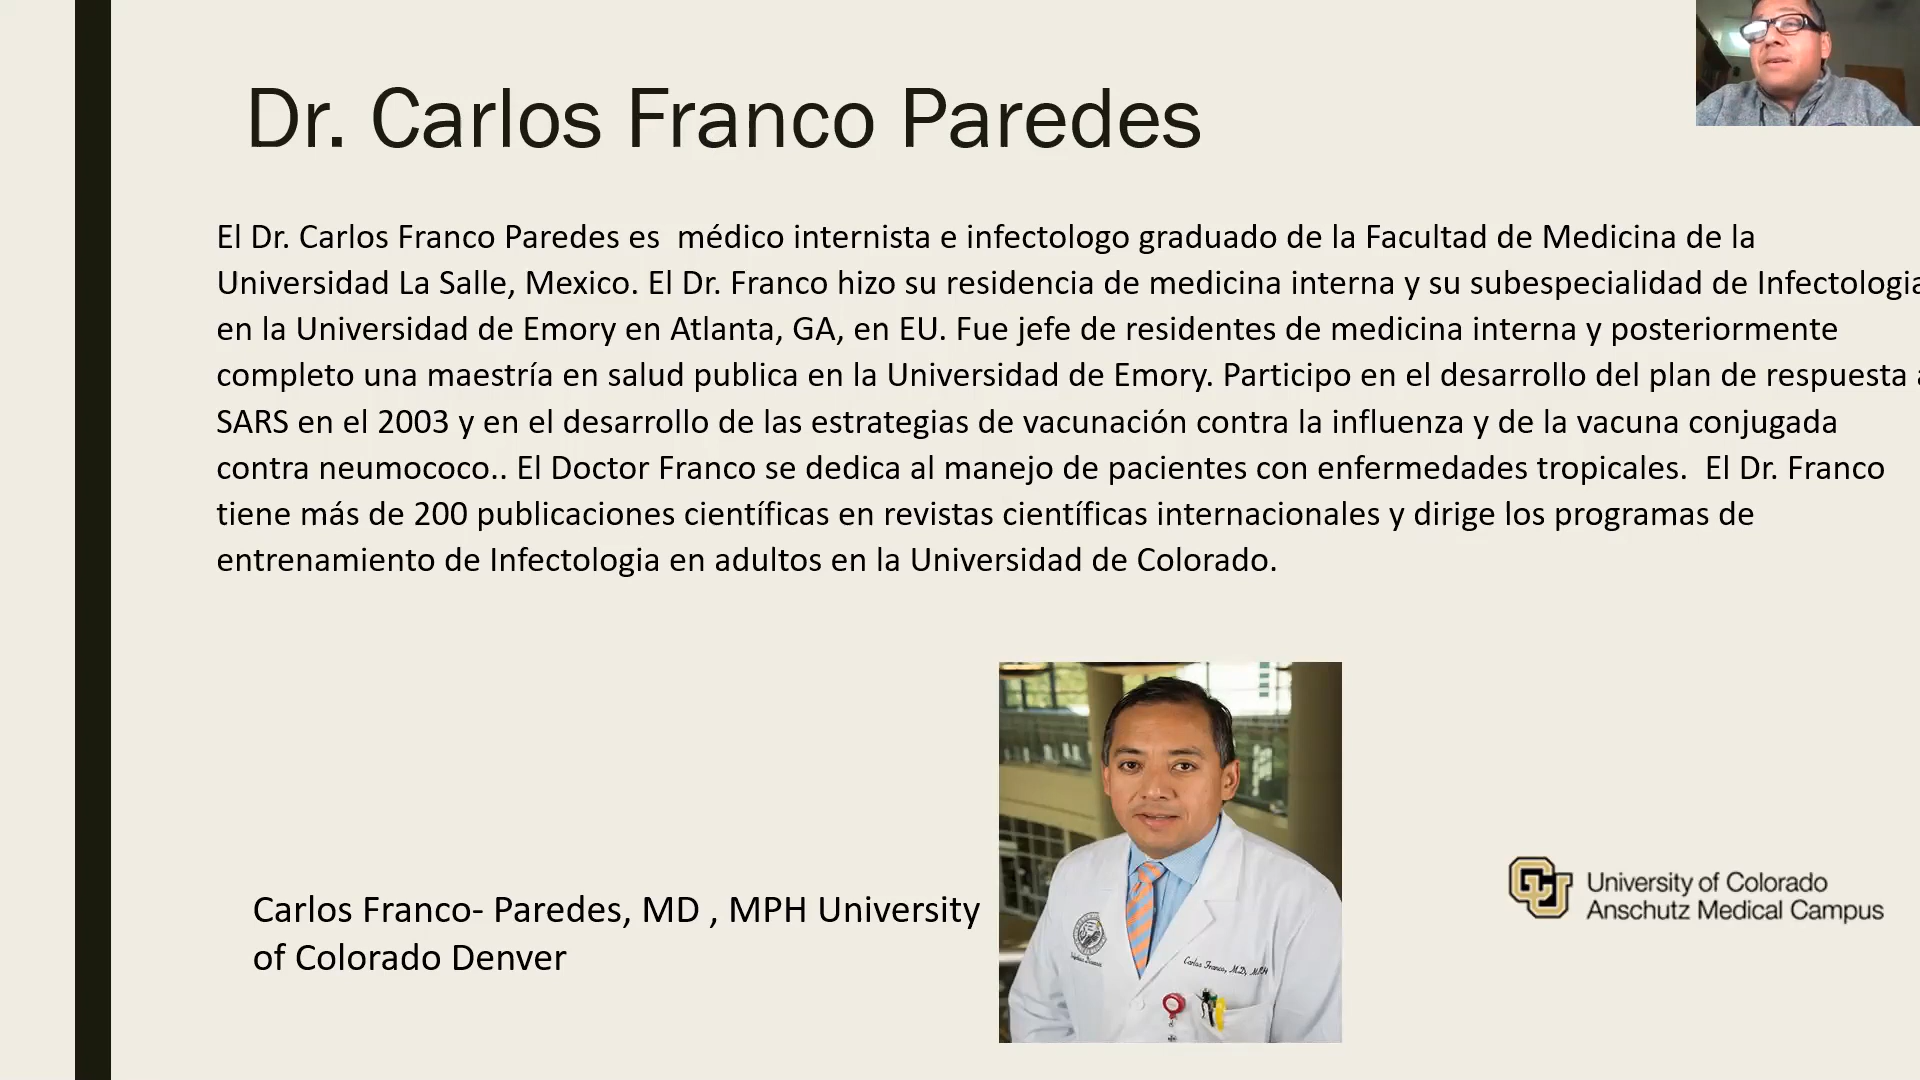 Dr. Carlos Franco Paredes
El Dr. Carlos Franco Paredes es  médico internista e infectologo graduado de la Facultad de Medicina de la
Universidad La Salle, Mexico. El Dr. Franco hizo su residencia de medicina interna y su subespecialidad de Infectologia
en la Universidad de Emory en Atlanta, GA, en EU. Fue jefe de residentes de medicina interna y posteriormente
completo una maestría en salud publica en la Universidad de Emory. Participo en el desarrollo del plan de respuesta a
SARS en el 2003 y en el desarrollo de las estrategias de vacunación contra la influenza y de la vacuna conjugada
contra neumococo.. El Doctor Franco se dedica al manejo de pacientes con enfermedades tropicales.  El Dr. Franco
tiene más de 200 publicaciones científicas en revistas científicas internacionales y dirige los programas de
entrenamiento de Infectologia en adultos en la Universidad de Colorado.
Carlos Franco- Paredes, MD , MPH University
of Colorado Denver
Carlos Franco, M.D., MPH
CU
University of Colorado
Anschutz Medical Campus